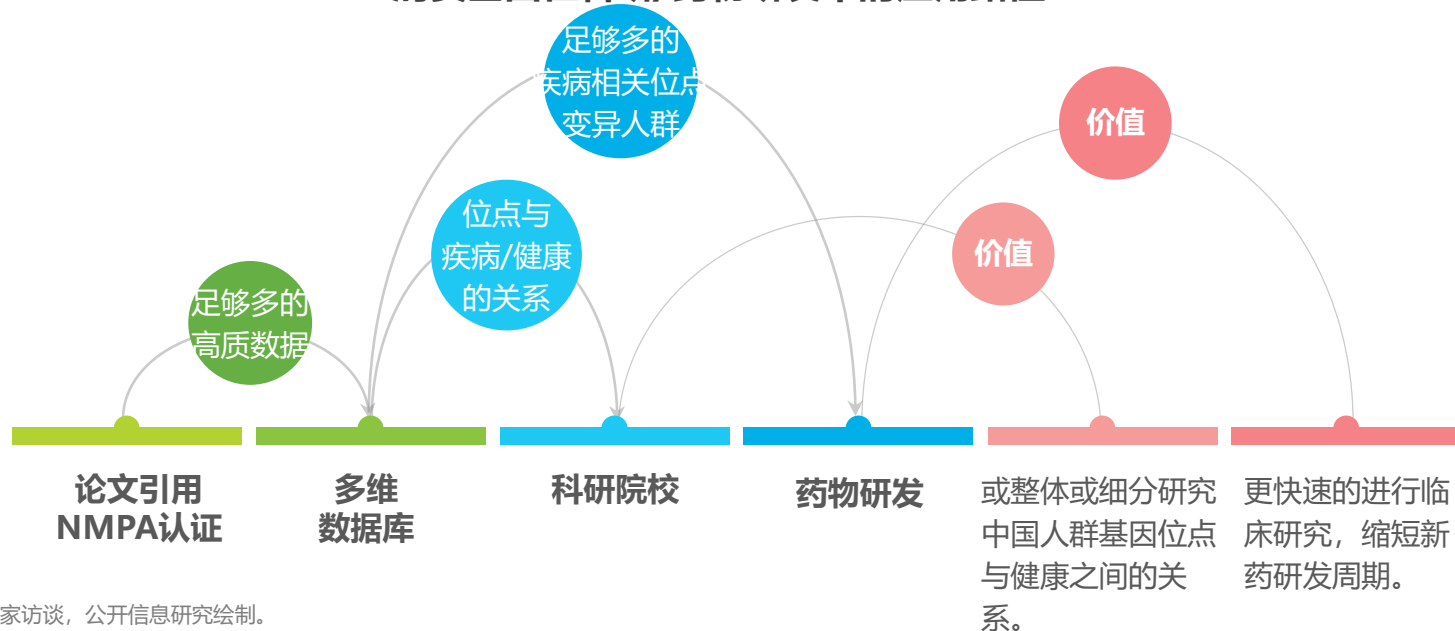 足够多的
疾病相关位点
变异人群
价值
位点与
疾病/健康
的关系
价值
足够多的
高质数据
论文引用
NMPA认证
多维
数据库
科研院校
药物研发
或整体或细分研究
中国人群基因位点
与健康之间的关
系。
更快速的进行临
床研究，缩短新
药研发周期。
家访谈，公开信息研究绘制。